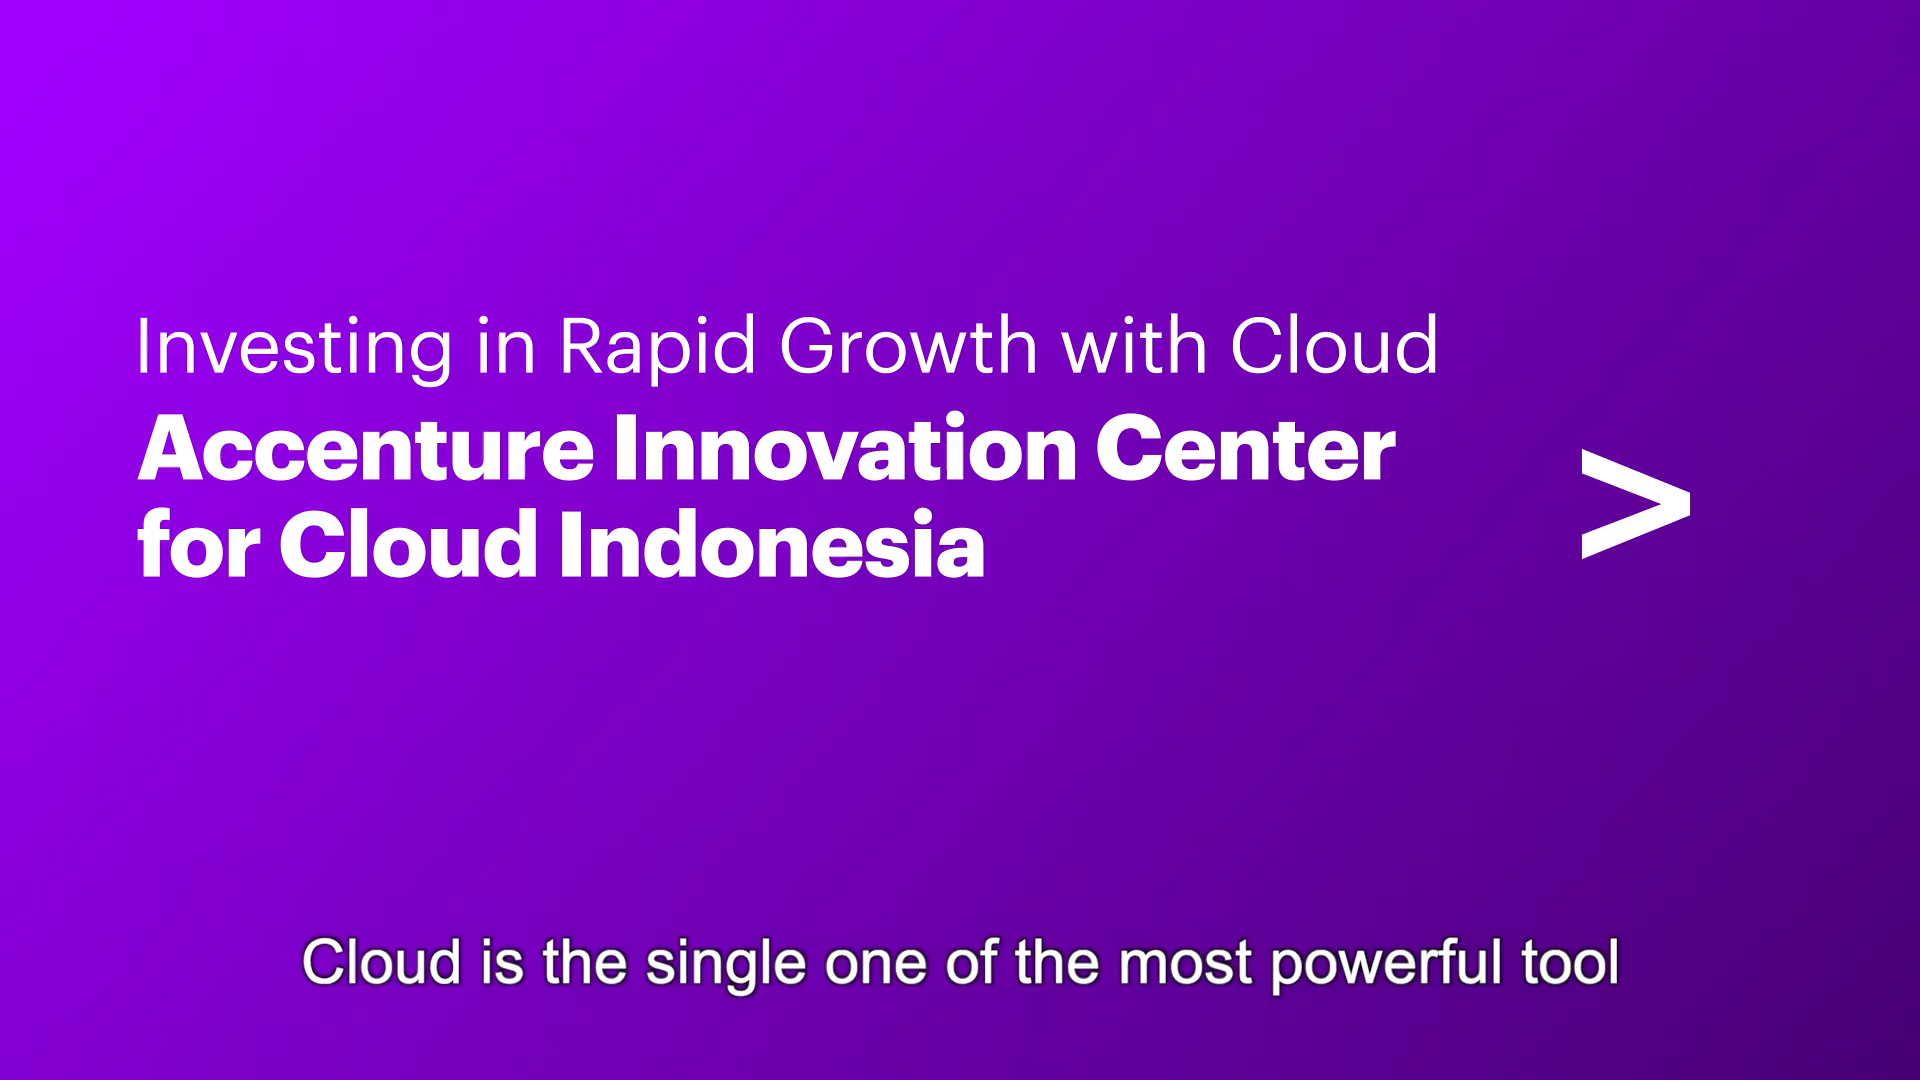 Investing in Rapid Growth with Cloud
Accenture Innovation Center
for Cloud Indonesia
>
Cloud is the single one of the most powerful tool